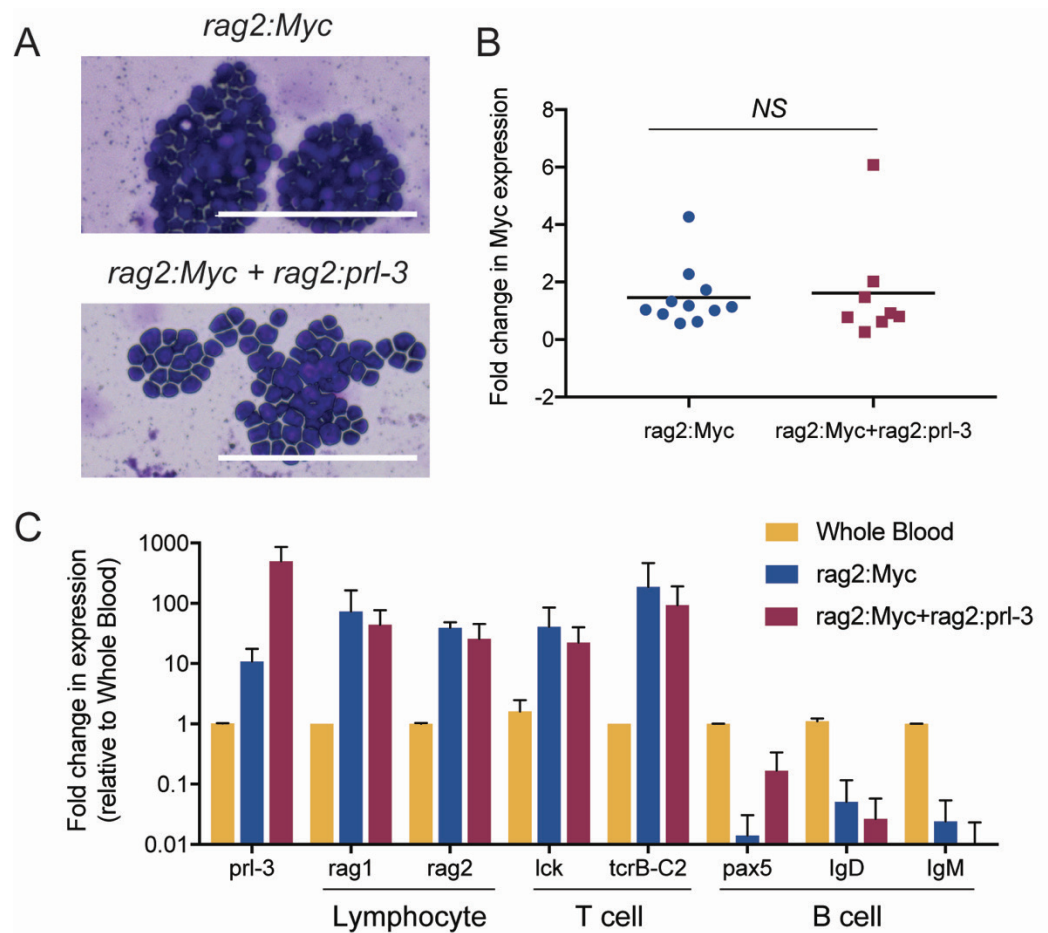 A
rag2:Myc
rag2:Myc + rag2:prl-3
B
NS
8
6
4
2
0
-2
Fold change in Myc expression
rag2:Myc
rag2:Myc+rag2:prl-3
C
Whole Blood
rag2:Myc
rag2:Myc+rag2:prl-3
Fold change in expression
(relative to Whole Blood)
1000
100
10
1
0.1
0.01
prl-3
rag1
rag2
lck
tcrB-C2
pax5
IgD
IgM
Lymphocyte
T cell
B cell